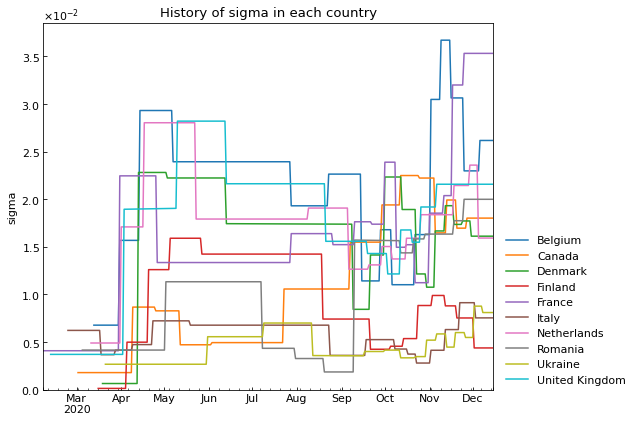 History of sigma in each country
×10⁻²
3.5
3.0
2.5
2.0
1.5
1.0
0.5
0.0
sigma
Mar Apr May Jun Jul Aug Sep Oct Nov Dec
2020
Belgium
Canada
Denmark
Finland
France
Italy
Netherlands
Romania
Ukraine
United Kingdom